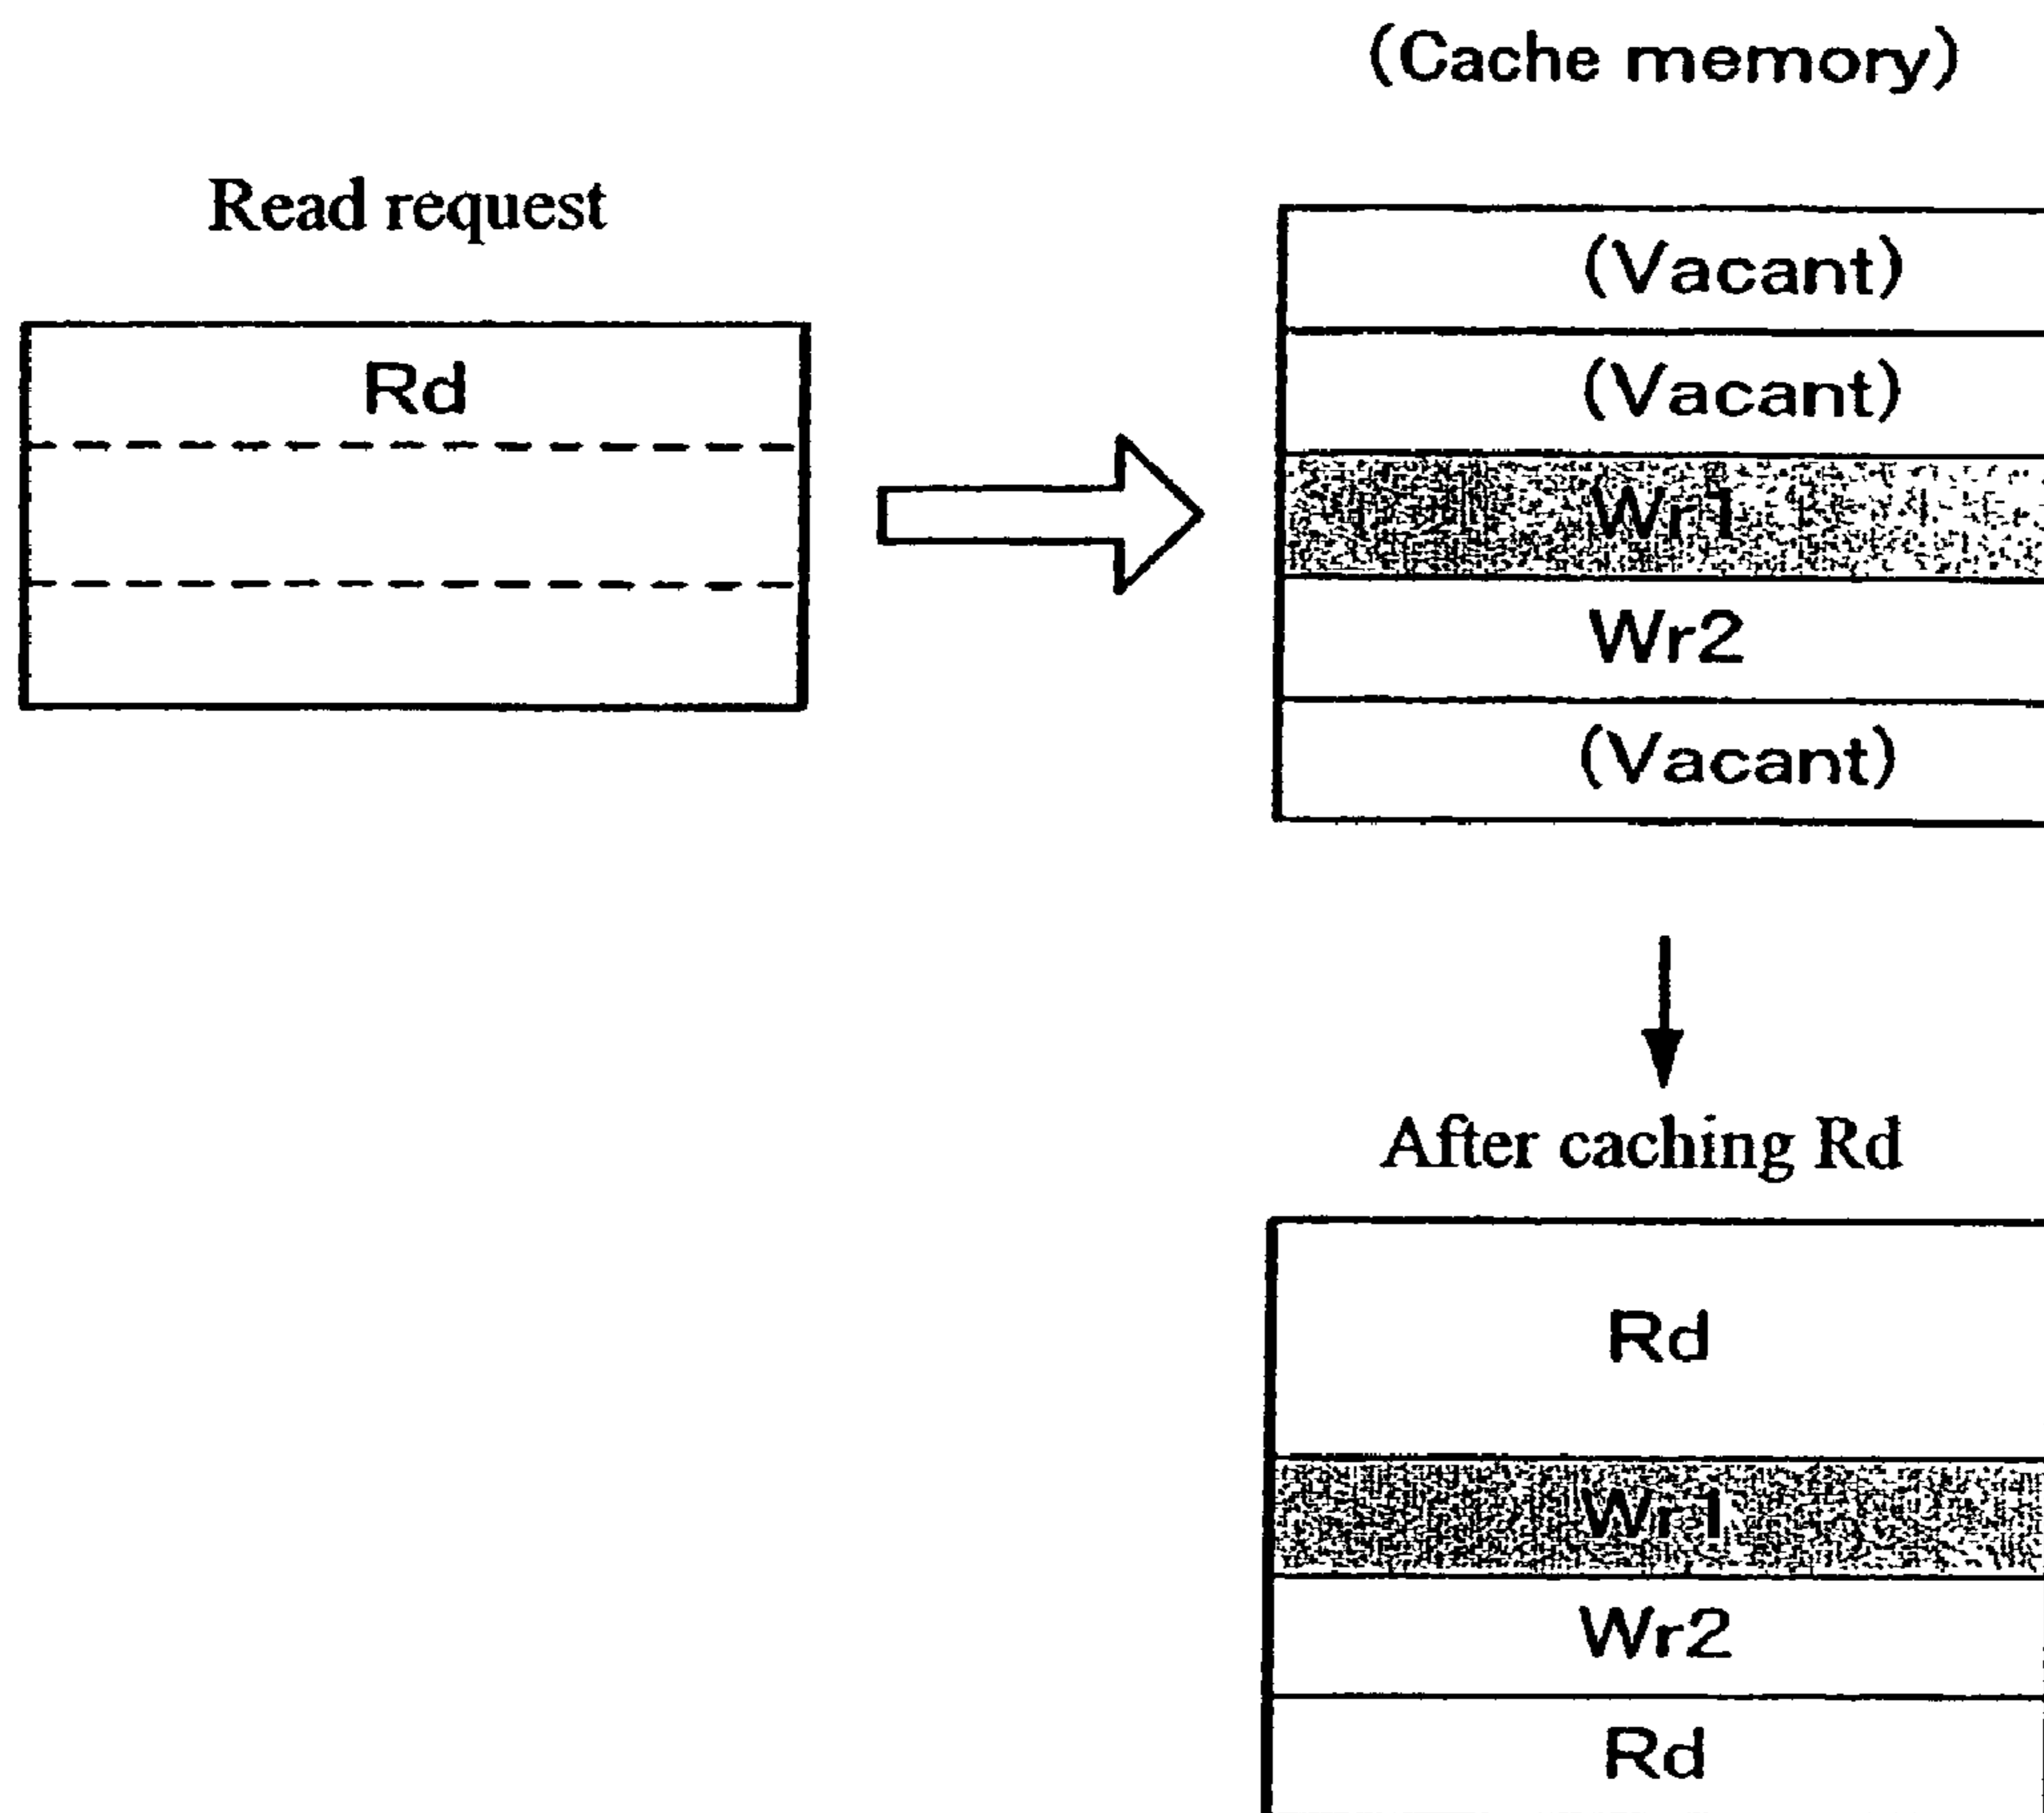 (Cache memory)
Read request
Rd
(Vacant)
(Vacant)
Wr1
Wr2
(Vacant)
After caching Rd
Rd
Wr1
Wr2
Rd